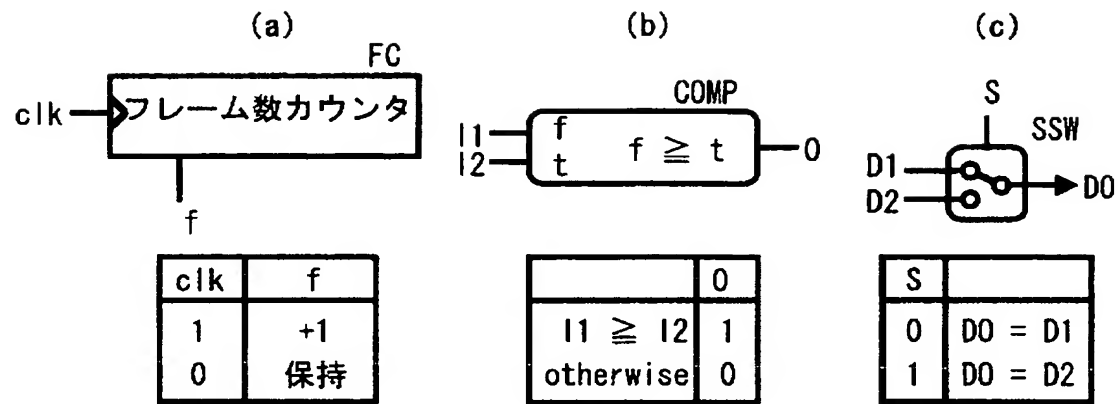 (a)
FC
clk フレーム数カウンタ
f
clk f
1 +1
0 保持
(b)
COMP
I1 f
I2 t
f ≧ t
O
O
I1 ≧ I2 1
otherwise 0
(c)
S
SSW
D1
D2
DO
S
0 DO = D1
1 DO = D2